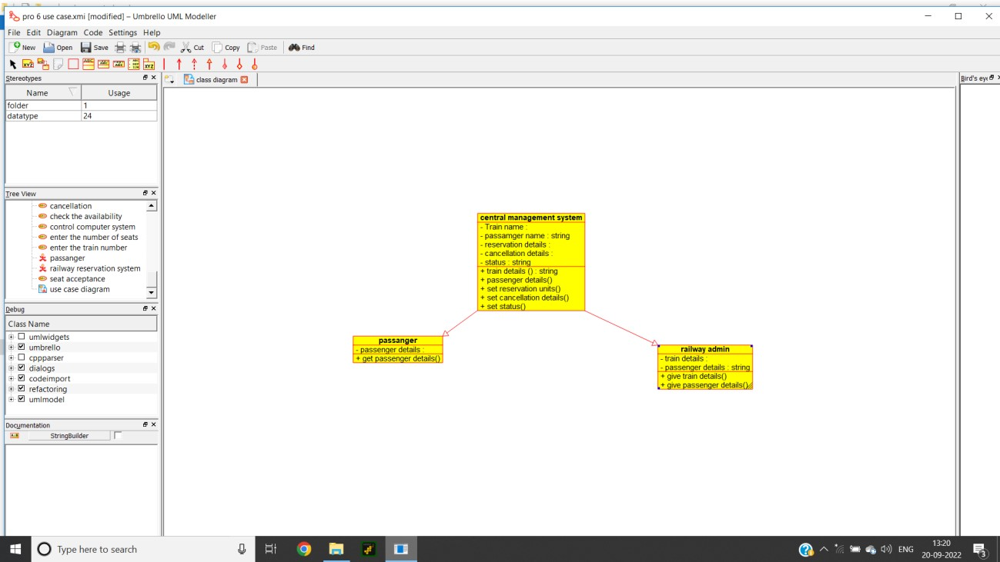 pro 6 use case.xmi [modified] – Umbrello UML Modeller
File Edit Diagram Code Settings Help
New Open Save Cut Copy Paste Find
Stereotypes
class diagram
Bird's eye
Name Usage
folder 1
datatype 24
Tree View
cancellation
check the availability
control computer system
enter the number of seats
enter the train number
passanger
railway reservation system
seat acceptance
use case diagram
central management system
- Train name :
- passamger name : string
- reservation details :
- cancellation details :
- status : string
+ train details () : string
+ passenger details()
+ set reservation units()
+ set cancellation details()
+ set status()
passanger
- passenger details :
+ get passenger details()
railway admin
- train details :
- passenger details : string
+ give train details()
+ give passenger details()
Debug
Class Name
umlwidgets
umbrello
cppparser
dialogs
codeimport
refactoring
umlmodel
Documentation
StringBuilder
Type here to search
ENG
13:20
20-09-2022
3